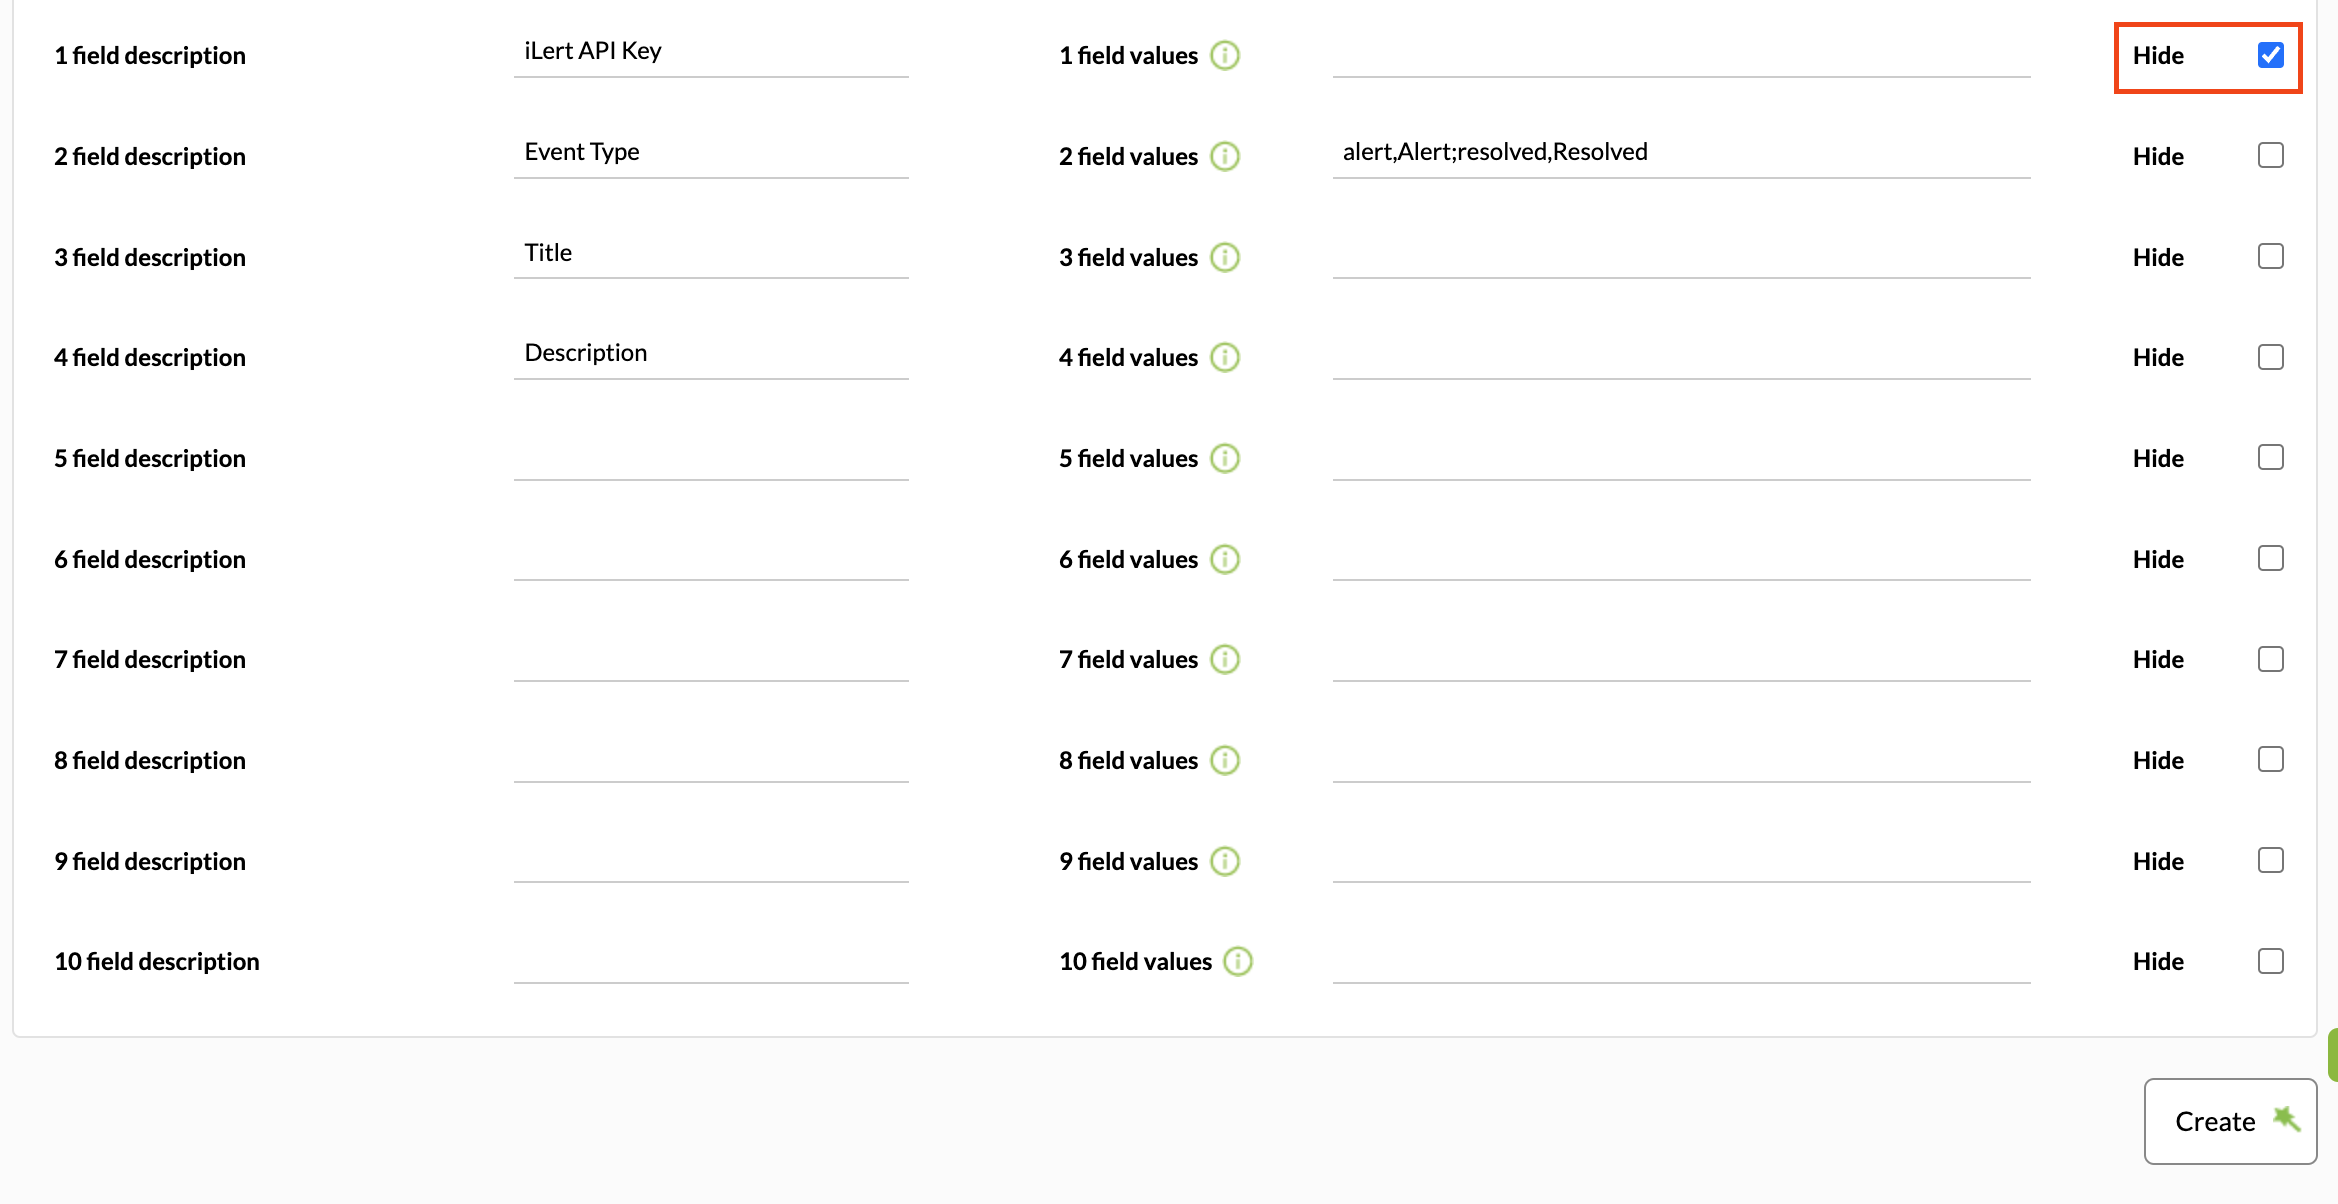 1 field description iLert API Key 1 field values Hide
2 field description Event Type 2 field values alert,Alert;resolved,Resolved Hide
3 field description Title 3 field values Hide
4 field description Description 4 field values Hide
5 field description 5 field values Hide
6 field description 6 field values Hide
7 field description 7 field values Hide
8 field description 8 field values Hide
9 field description 9 field values Hide
10 field description 10 field values Hide
Create